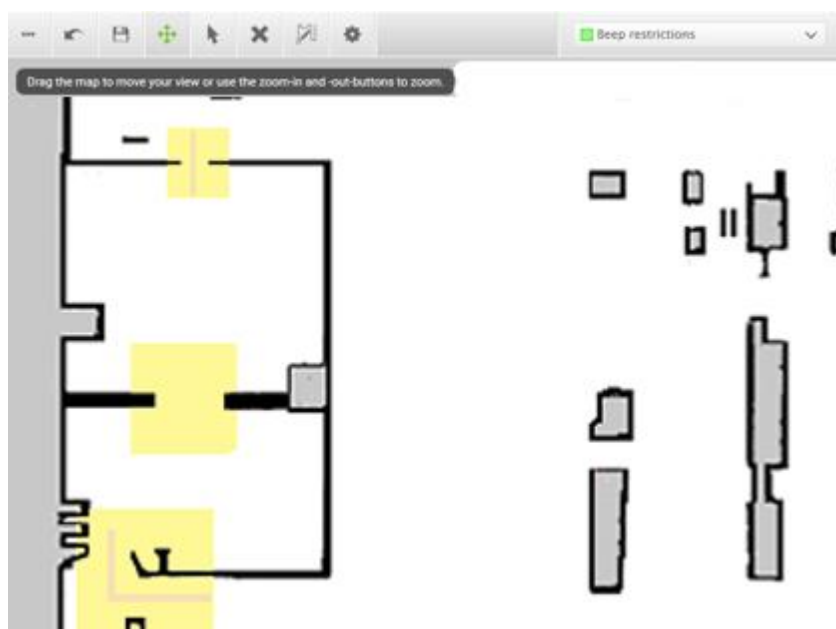 Beep restrictions
Drag the map to move your view or use the zoom-in and -out-buttons to zoom.